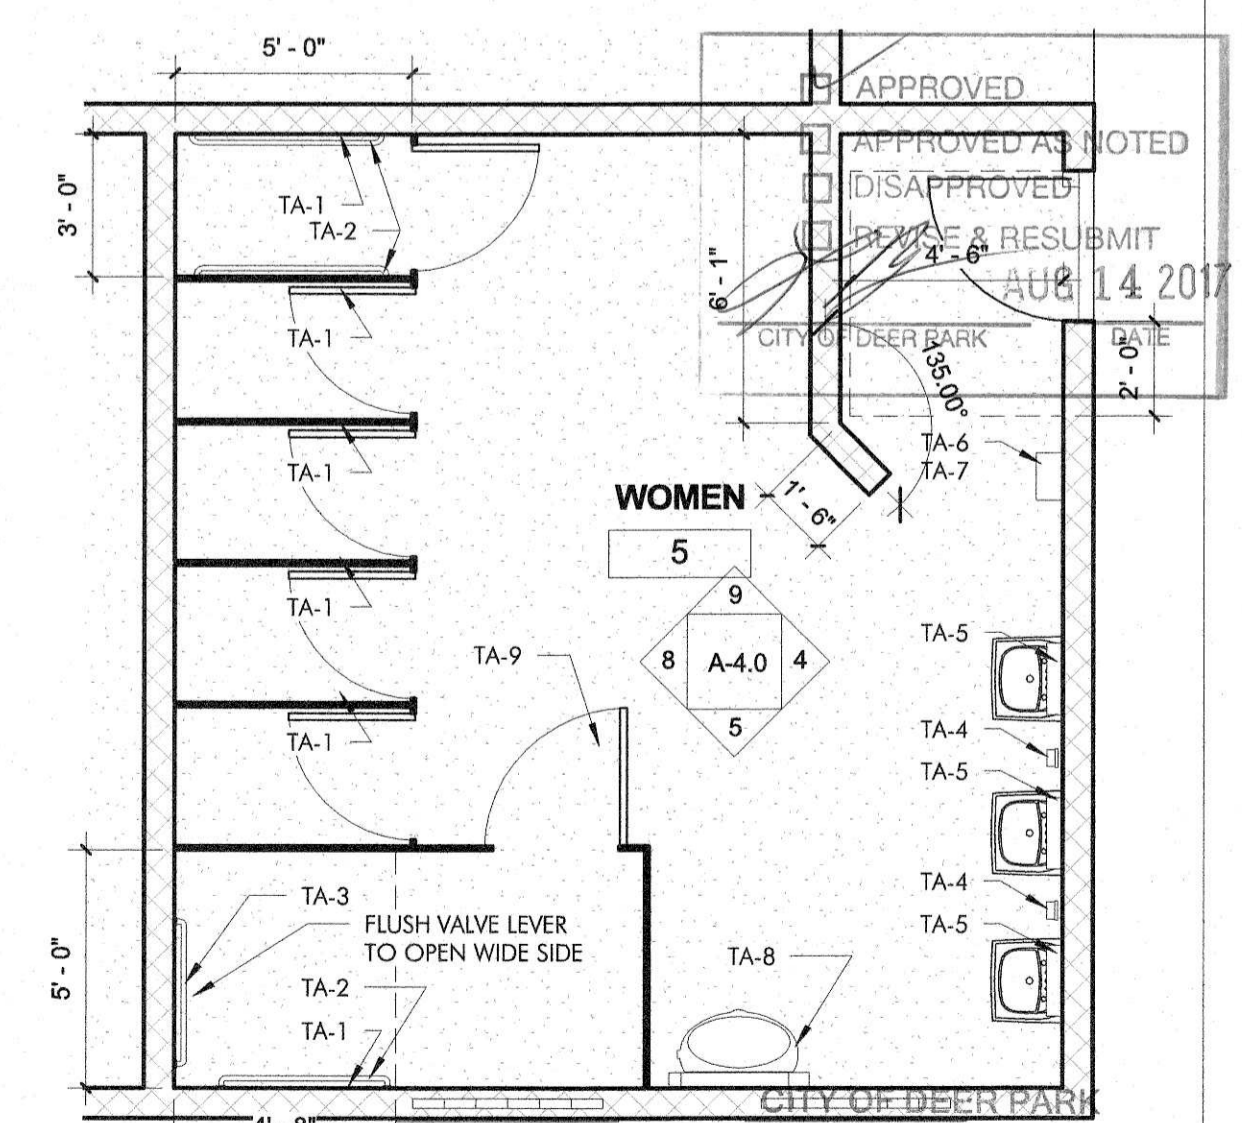 5' - 0"
APPROVED
APPROVED AS NOTED
DISAPPROVED
REVISE & RESUBMIT
AUG 14 2017
CITY OF DEER PARK
DATE
3' - 0"
TA-1
TA-2
6' - 1"
4' - 6"
2' - 0"
135.00°
TA-1
TA-6
TA-7
TA-1
WOMEN
1' - 6"
5
9
8
A-4.0
4
5
TA-1
TA-9
TA-5
TA-4
TA-1
TA-5
TA-4
TA-5
TA-3
FLUSH VALVE LEVER
TO OPEN WIDE SIDE
5' - 0"
TA-8
TA-2
TA-1
CITY OF DEER PARK